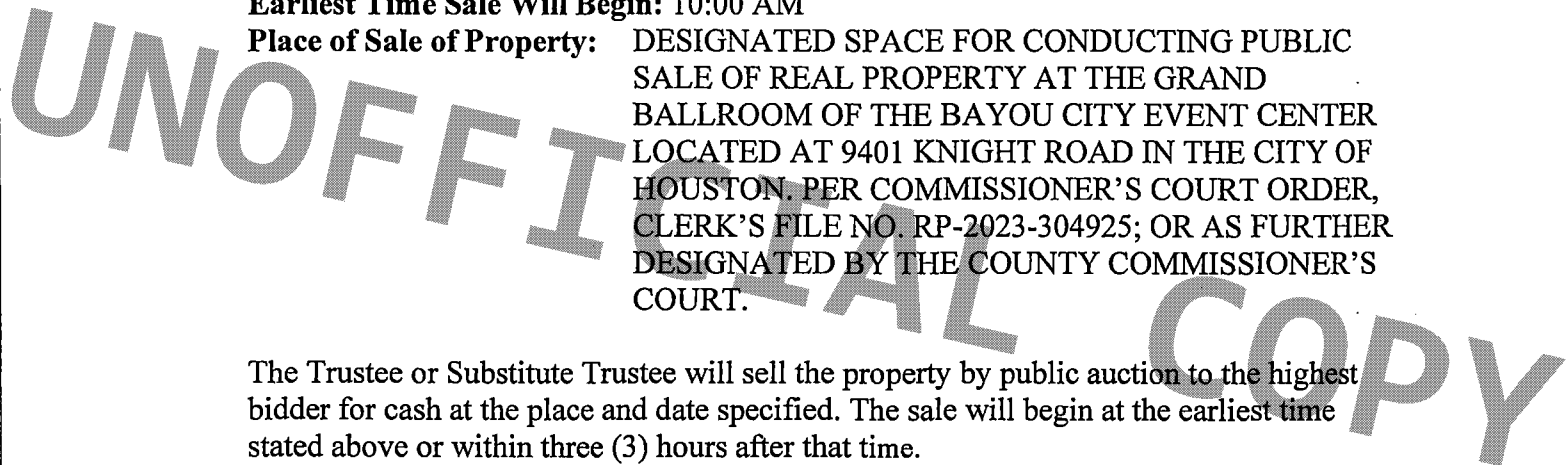 Earliest Time Sale Will Begin: 10:00 AM
Place of Sale of Property: DESIGNATED SPACE FOR CONDUCTING PUBLIC
SALE OF REAL PROPERTY AT THE GRAND
BALLROOM OF THE BAYOU CITY EVENT CENTER
LOCATED AT 9401 KNIGHT ROAD IN THE CITY OF
HOUSTON. PER COMMISSIONER'S COURT ORDER,
CLERK'S FILE NO. RP-2023-304925; OR AS FURTHER
DESIGNATED BY THE COUNTY COMMISSIONER'S
COURT.
The Trustee or Substitute Trustee will sell the property by public auction to the highest
bidder for cash at the place and date specified. The sale will begin at the earliest time
stated above or within three (3) hours after that time.
UNOFFICIAL COPY